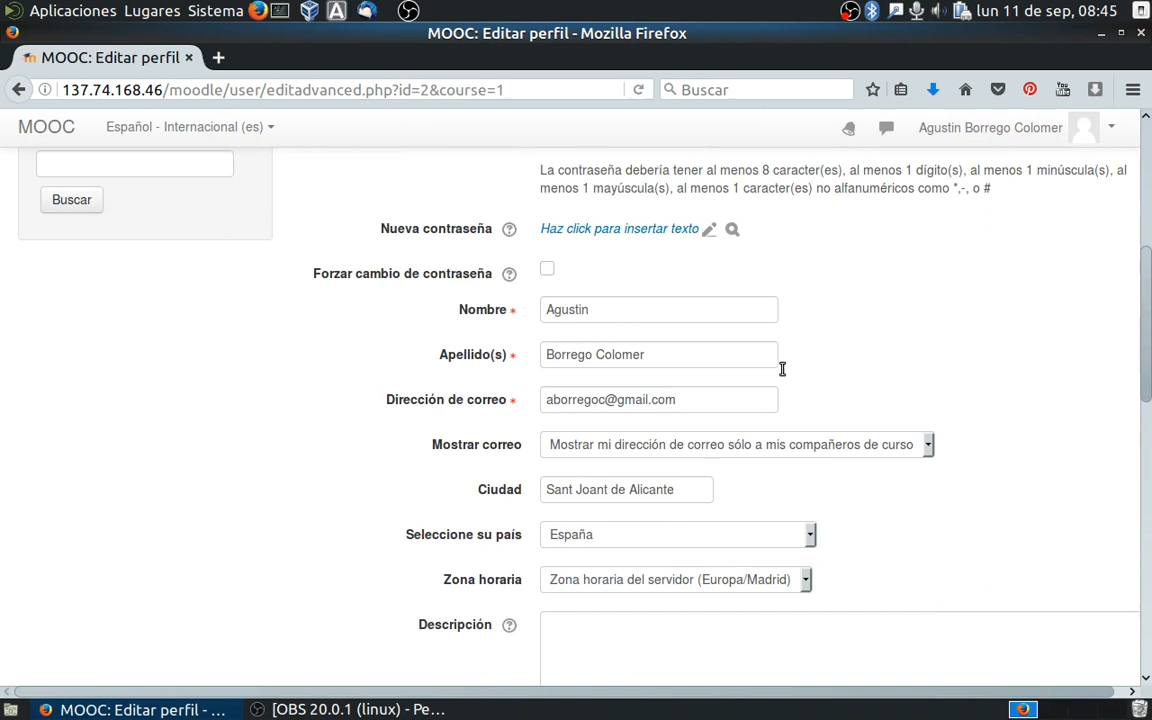 Aplicaciones Lugares Sistema lun 11 de sep, 08:45
MOOC: Editar perfil - Mozilla Firefox
MOOC: Editar perfil
137.74.168.46/moodle/user/editadvanced.php?id=2&course=1 Buscar
MOOC Español - Internacional (es) Agustin Borrego Colomer
La contraseña debería tener al menos 8 caracter(es), al menos 1 dígito(s), al menos 1 minúscula(s), al
menos 1 mayúscula(s), al menos 1 caracter(es) no alfanuméricos como *,-, o #
Buscar
Nueva contraseña Haz click para insertar texto
Forzar cambio de contraseña
Nombre Agustin
Apellido(s) Borrego Colomer
Dirección de correo aborregoc@gmail.com
Mostrar correo Mostrar mi dirección de correo sólo a mis compañeros de curso
Ciudad Sant Joant de Alicante
Seleccione su país España
Zona horaria Zona horaria del servidor (Europa/Madrid)
Descripción
MOOC: Editar perfil - ... [OBS 20.0.1 (linux) - Pe...